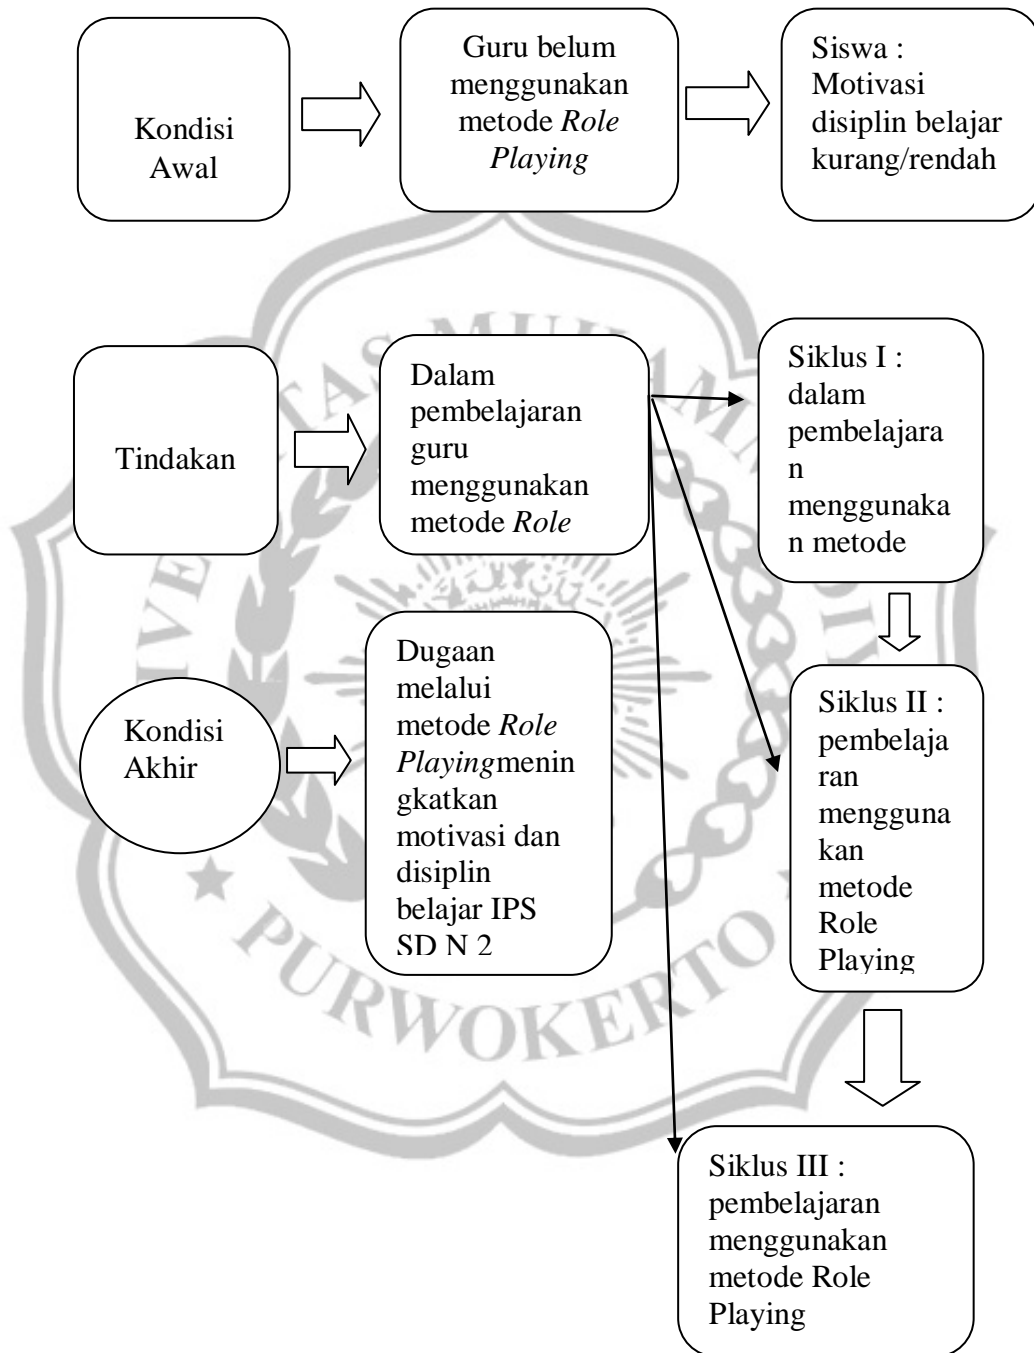 Kondisi
Awal
Guru belum
menggunakan
metode Role
Playing
Siswa :
Motivasi
disiplin belajar
kurang/rendah
Tindakan
Dalam
pembelajaran
guru
menggunakan
metode Role
Siklus I :
dalam
pembelajara
n
menggunaka
n metode
Kondisi
Akhir
Dugaan
melalui
metode Role
Playingmenin
gkatkan
motivasi dan
disiplin
belajar IPS
SD N 2
Siklus II :
pembelaja
ran
mengguna
kan
metode
Role
Playing
Siklus III :
pembelajaran
menggunakan
metode Role
Playing
PURWOKERTO